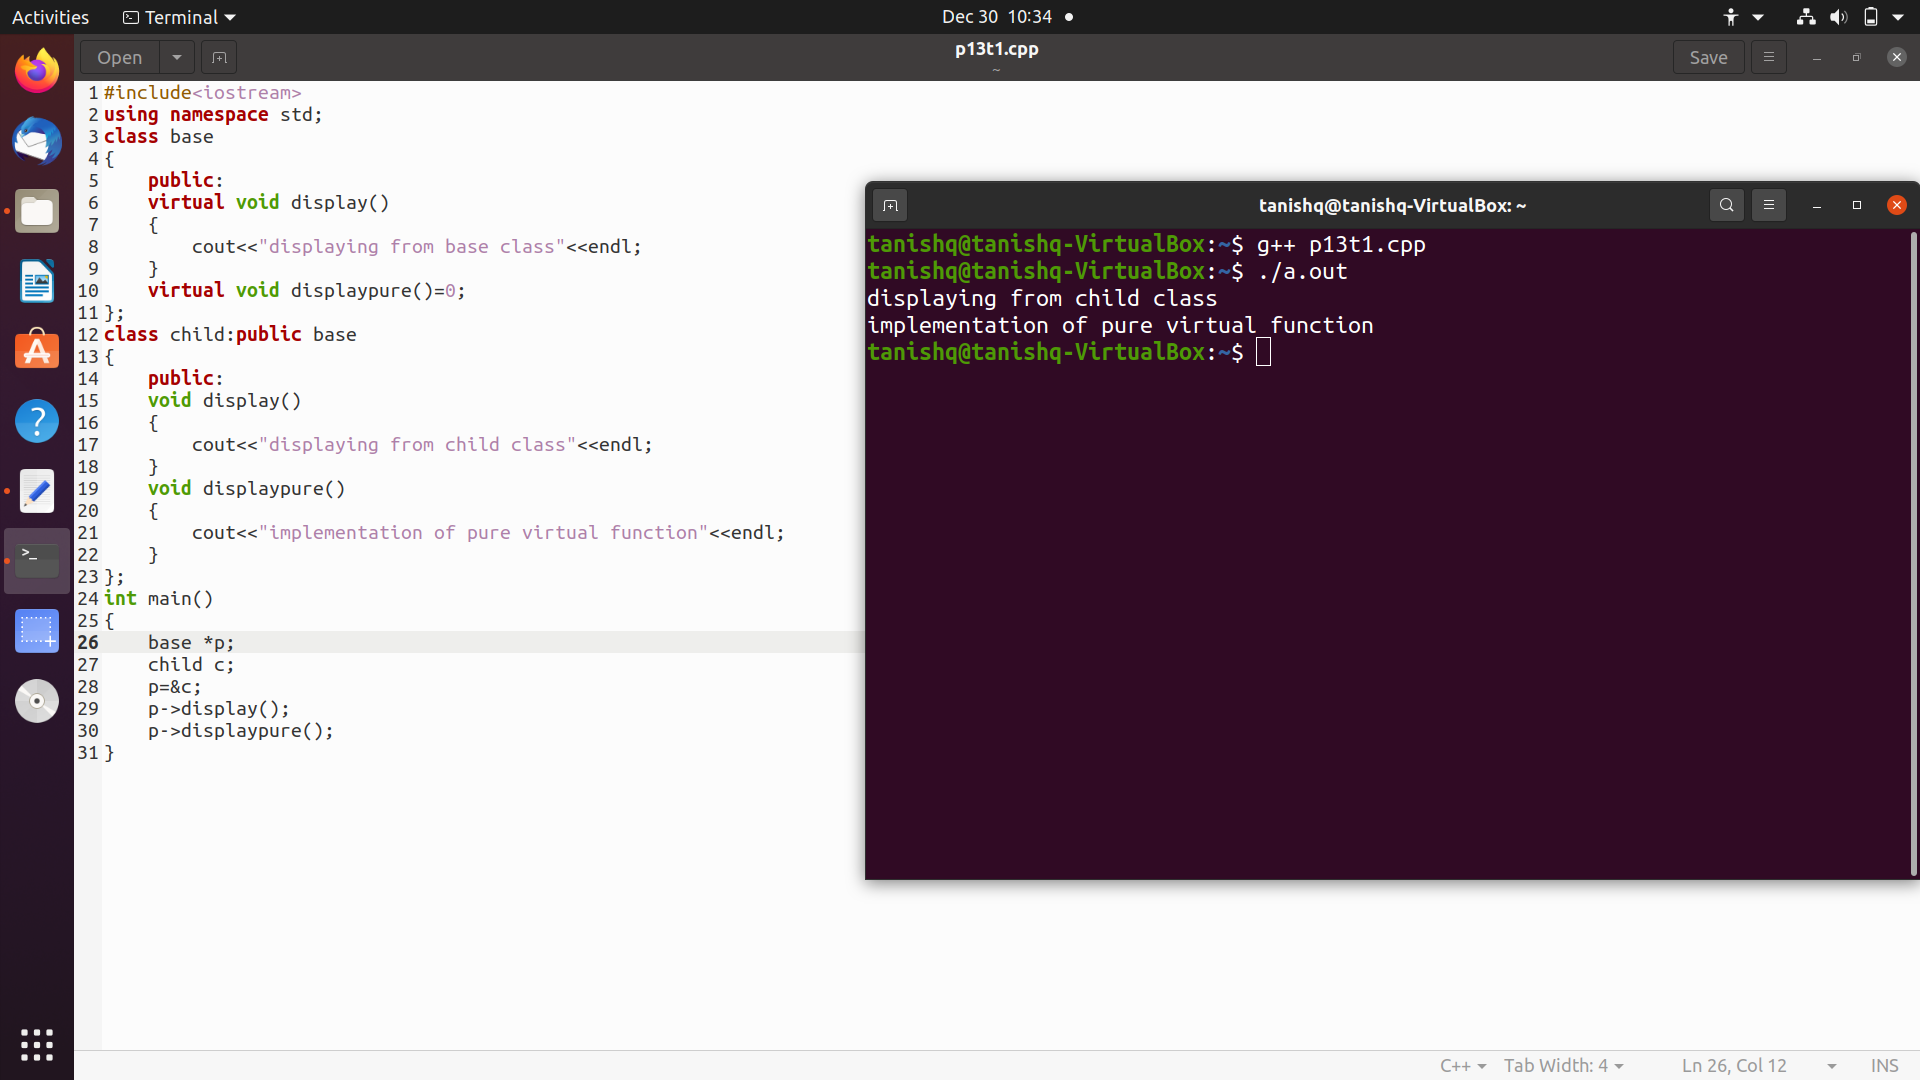 Activities Terminal Dec 30 10:34
Open p13t1.cpp Save
~
1 #include<iostream>
2 using namespace std;
3 class base
4 {
5     public:
6     virtual void display()
7     {
8         cout<<"displaying from base class"<<endl;
9     }
10     virtual void displaypure()=0;
11 };
12 class child:public base
13 {
14     public:
15     void display()
16     {
17         cout<<"displaying from child class"<<endl;
18     }
19     void displaypure()
20     {
21         cout<<"implementation of pure virtual function"<<endl;
22     }
23 };
24 int main()
25 {
26     base *p;
27     child c;
28     p=&c;
29     p->display();
30     p->displaypure();
31 }
tanishq@tanishq-VirtualBox: ~
tanishq@tanishq-VirtualBox:~$ g++ p13t1.cpp
tanishq@tanishq-VirtualBox:~$ ./a.out
displaying from child class
implementation of pure virtual function
tanishq@tanishq-VirtualBox:~$
C++ Tab Width: 4 Ln 26, Col 12 INS